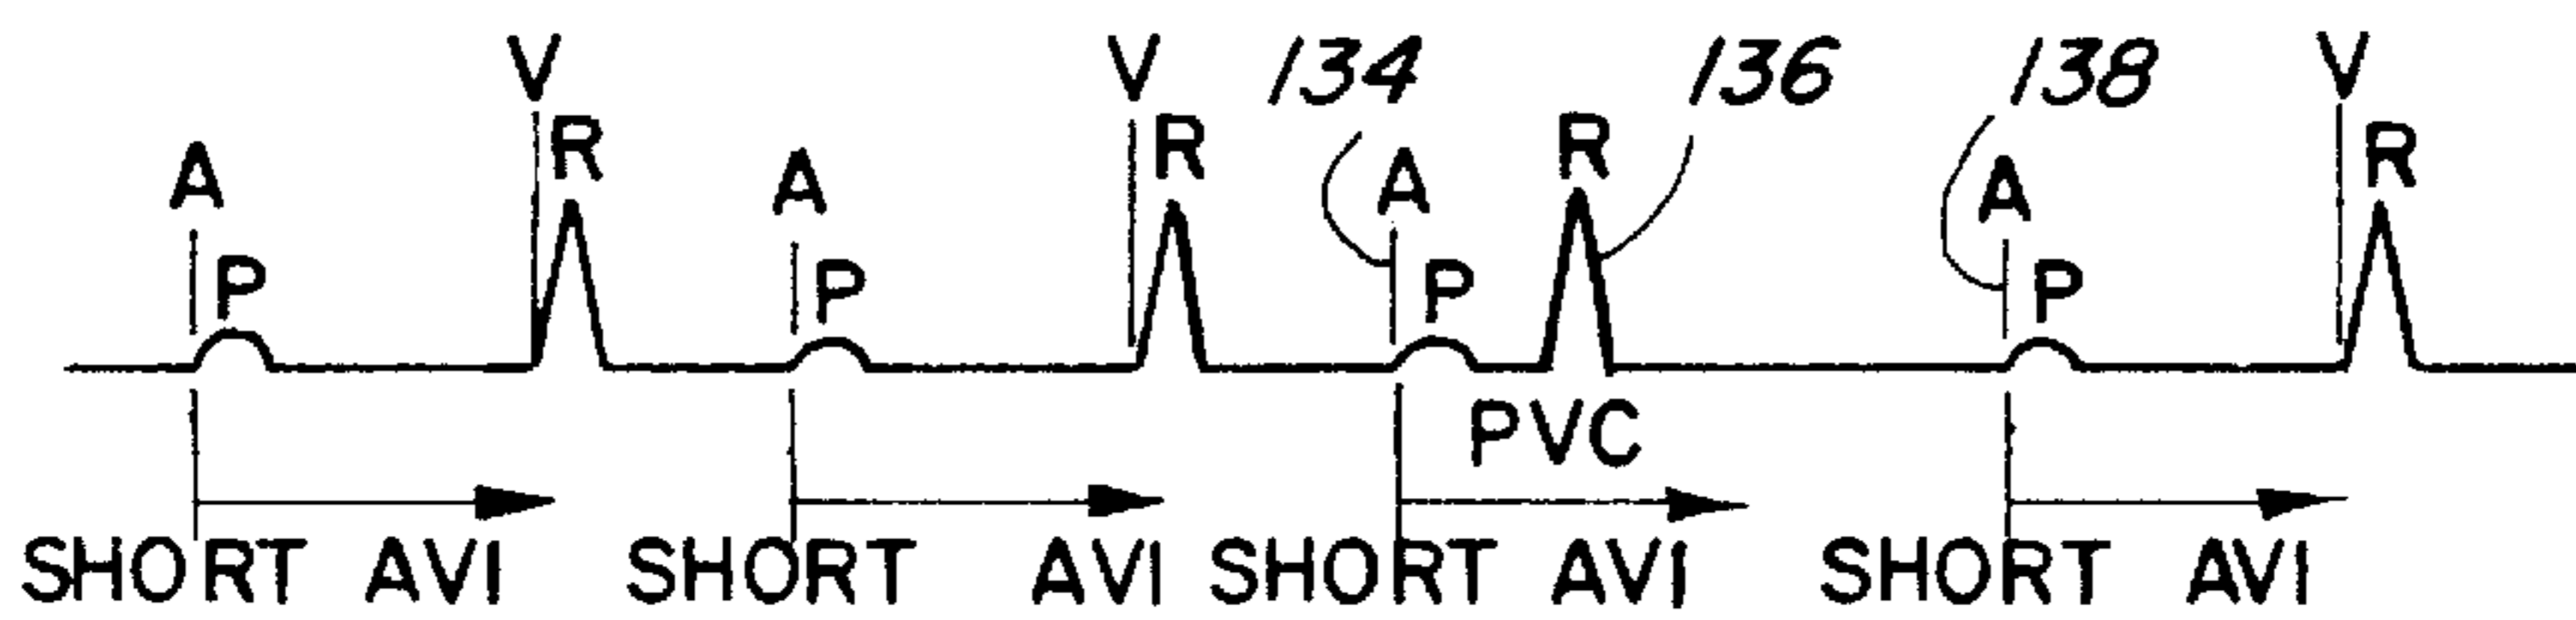 V V 134 136 138 V
A R A R A R A R
P P P P
PVC
SHORT AVI SHORT AVI SHORT AVI SHORT AVI